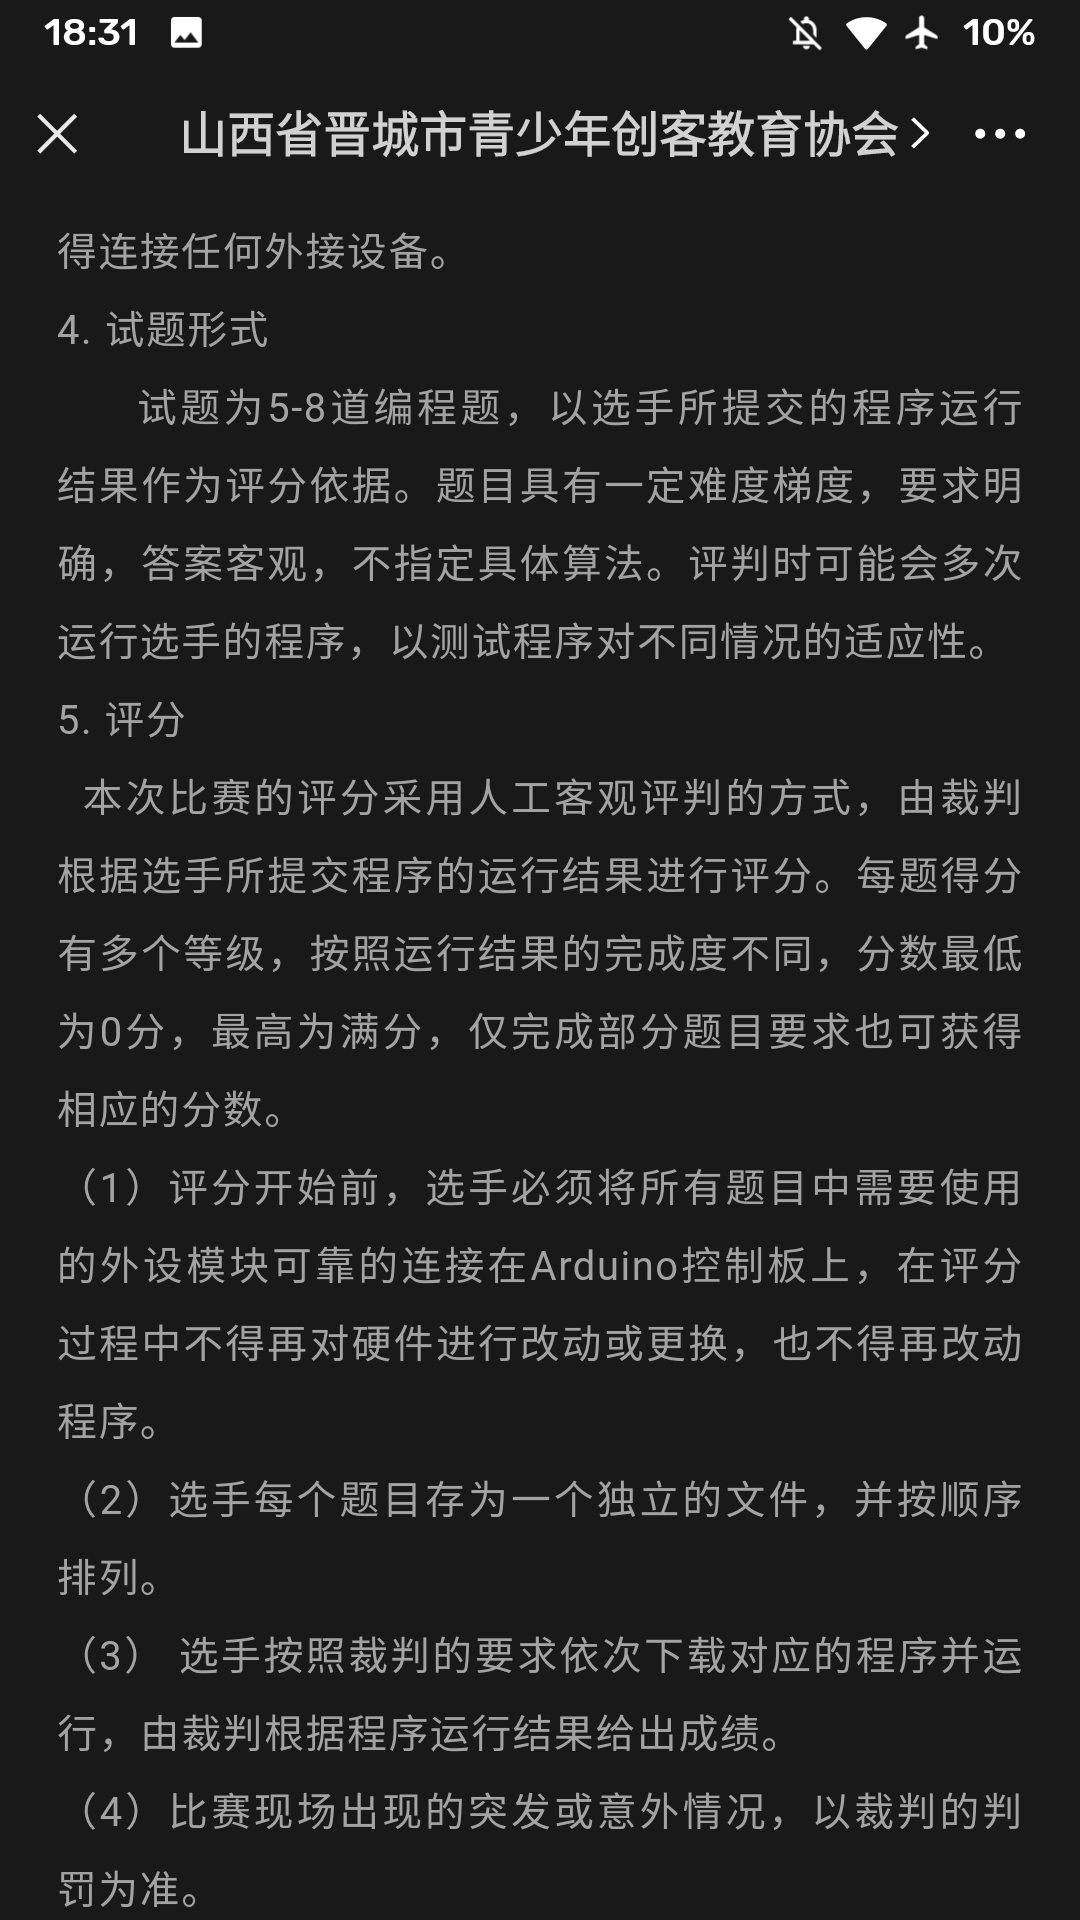 18:31 10%
山西省晋城市青少年创客教育协会
得连接任何外接设备。
4. 试题形式
试题为5-8道编程题，以选手所提交的程序运行
结果作为评分依据。题目具有一定难度梯度，要求明
确，答案客观，不指定具体算法。评判时可能会多次
运行选手的程序，以测试程序对不同情况的适应性。
5. 评分
本次比赛的评分采用人工客观评判的方式，由裁判
根据选手所提交程序的运行结果进行评分。每题得分
有多个等级，按照运行结果的完成度不同，分数最低
为0分，最高为满分，仅完成部分题目要求也可获得
相应的分数。
（1）评分开始前，选手必须将所有题目中需要使用
的外设模块可靠的连接在Arduino控制板上，在评分
过程中不得再对硬件进行改动或更换，也不得再改动
程序。
（2）选手每个题目存为一个独立的文件，并按顺序
排列。
（3） 选手按照裁判的要求依次下载对应的程序并运
行，由裁判根据程序运行结果给出成绩。
（4）比赛现场出现的突发或意外情况，以裁判的判
罚为准。